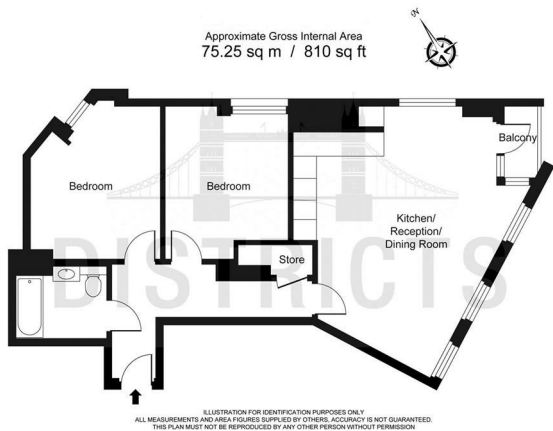 Approximate Gross Internal Area
75.25 sq m / 810 sq ft
N
Balcony
Bedroom
Bedroom
Kitchen/
Reception/
Dining Room
Store
DISTRICTS
ILLUSTRATION FOR IDENTIFICATION PURPOSES ONLY
ALL MEASUREMENTS AND AREA FIGURES SUPPLIED BY OTHERS, ACCURACY IS NOT GUARANTEED.
THIS PLAN MUST NOT BE REPRODUCED BY ANY OTHER PERSON WITHOUT PERMISSION